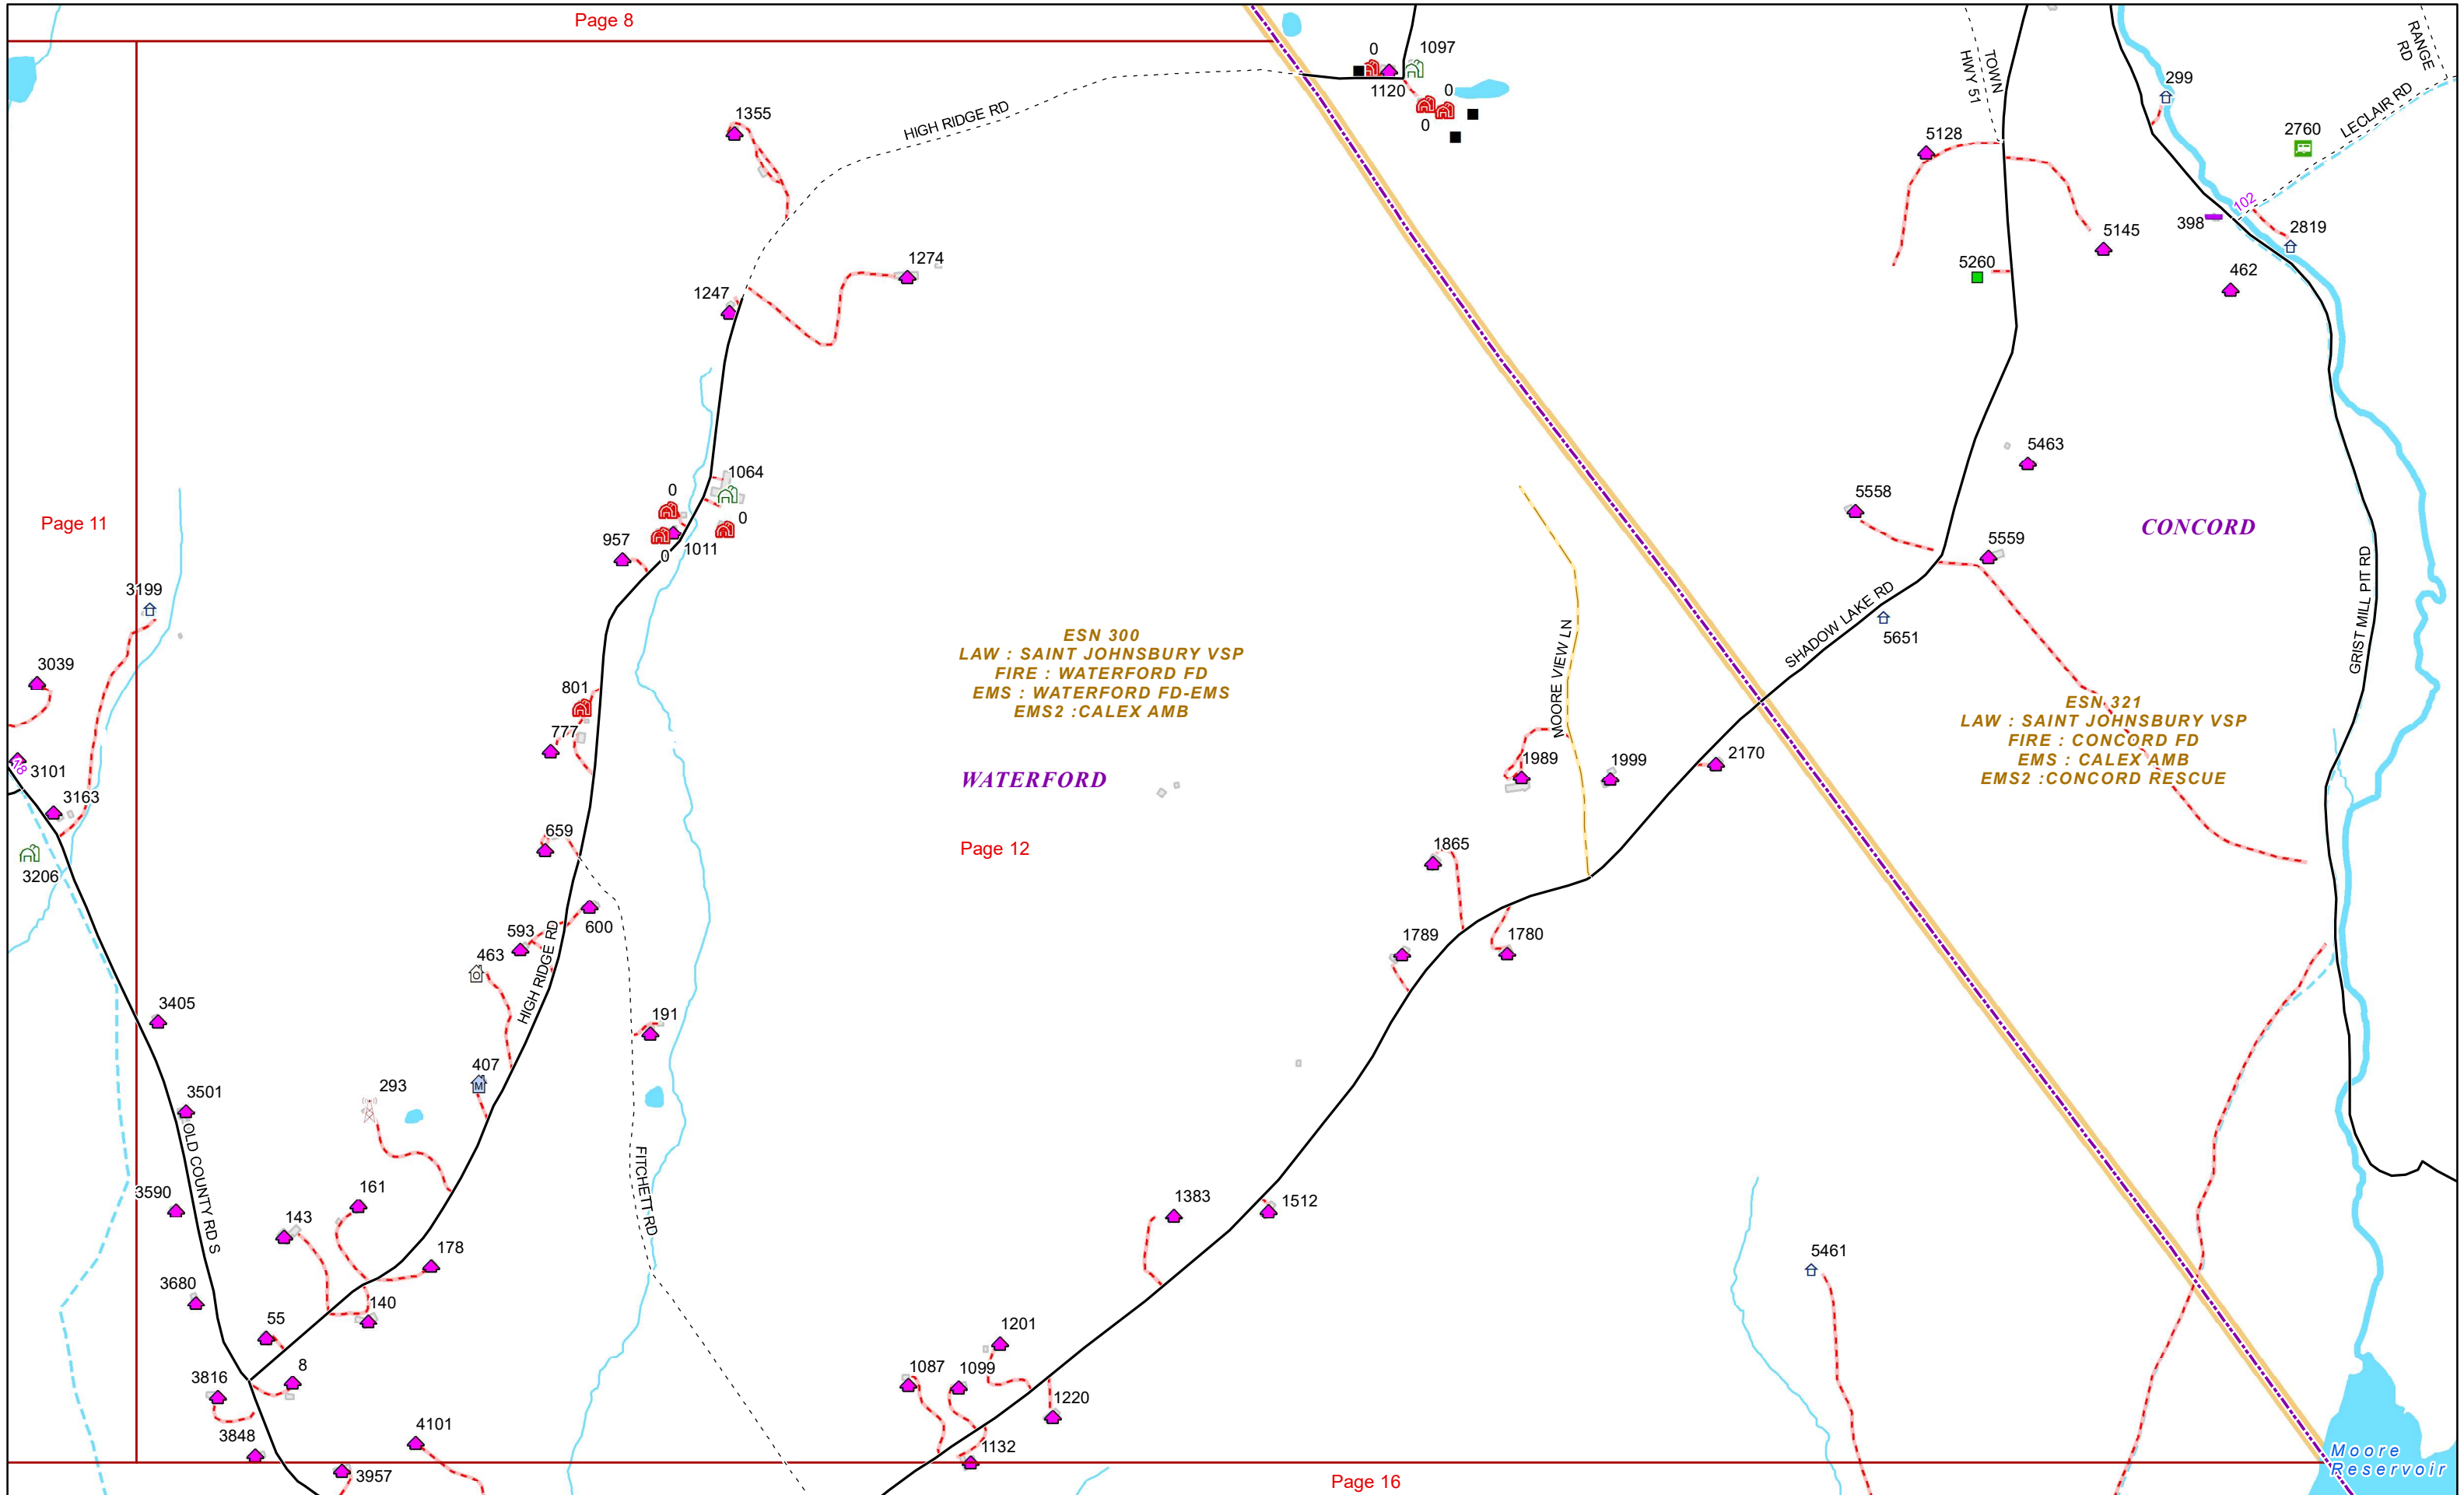 Page 8
0
1097
1120
0
0
TOWN
HWY 51
RANGE
RD
299
LECLAIR RD
2760
1355
HIGH RIDGE RD
5128
102
398
2819
5145
1274
5260
462
1247
5463
1064
0
5558
Page 11
0
CONCORD
957
0
1011
5559
3199
SHADOW LAKE RD
5651
GRIST MILL PIT RD
ESN 300
LAW : SAINT JOHNSBURY VSP
FIRE : WATERFORD FD
EMS : WATERFORD FD-EMS
EMS2 :CALEX AMB
MOORE VIEW LN
3039
801
777
ESN 321
LAW : SAINT JOHNSBURY VSP
FIRE : CONCORD FD
EMS : CALEX AMB
EMS2 :CONCORD RESCUE
18
3101
WATERFORD
1989
1999
2170
3163
659
Page 12
1865
3206
600
593
463
HIGH RIDGE RD
1789
1780
3405
191
407
293
3501
OLD COUNTY RD S
FITCHETT RD
3590
161
143
1383
1512
178
5461
3680
140
55
1201
8
3816
1087
1099
1220
4101
3848
1132
3957
Moore
Reservoir
Page 16